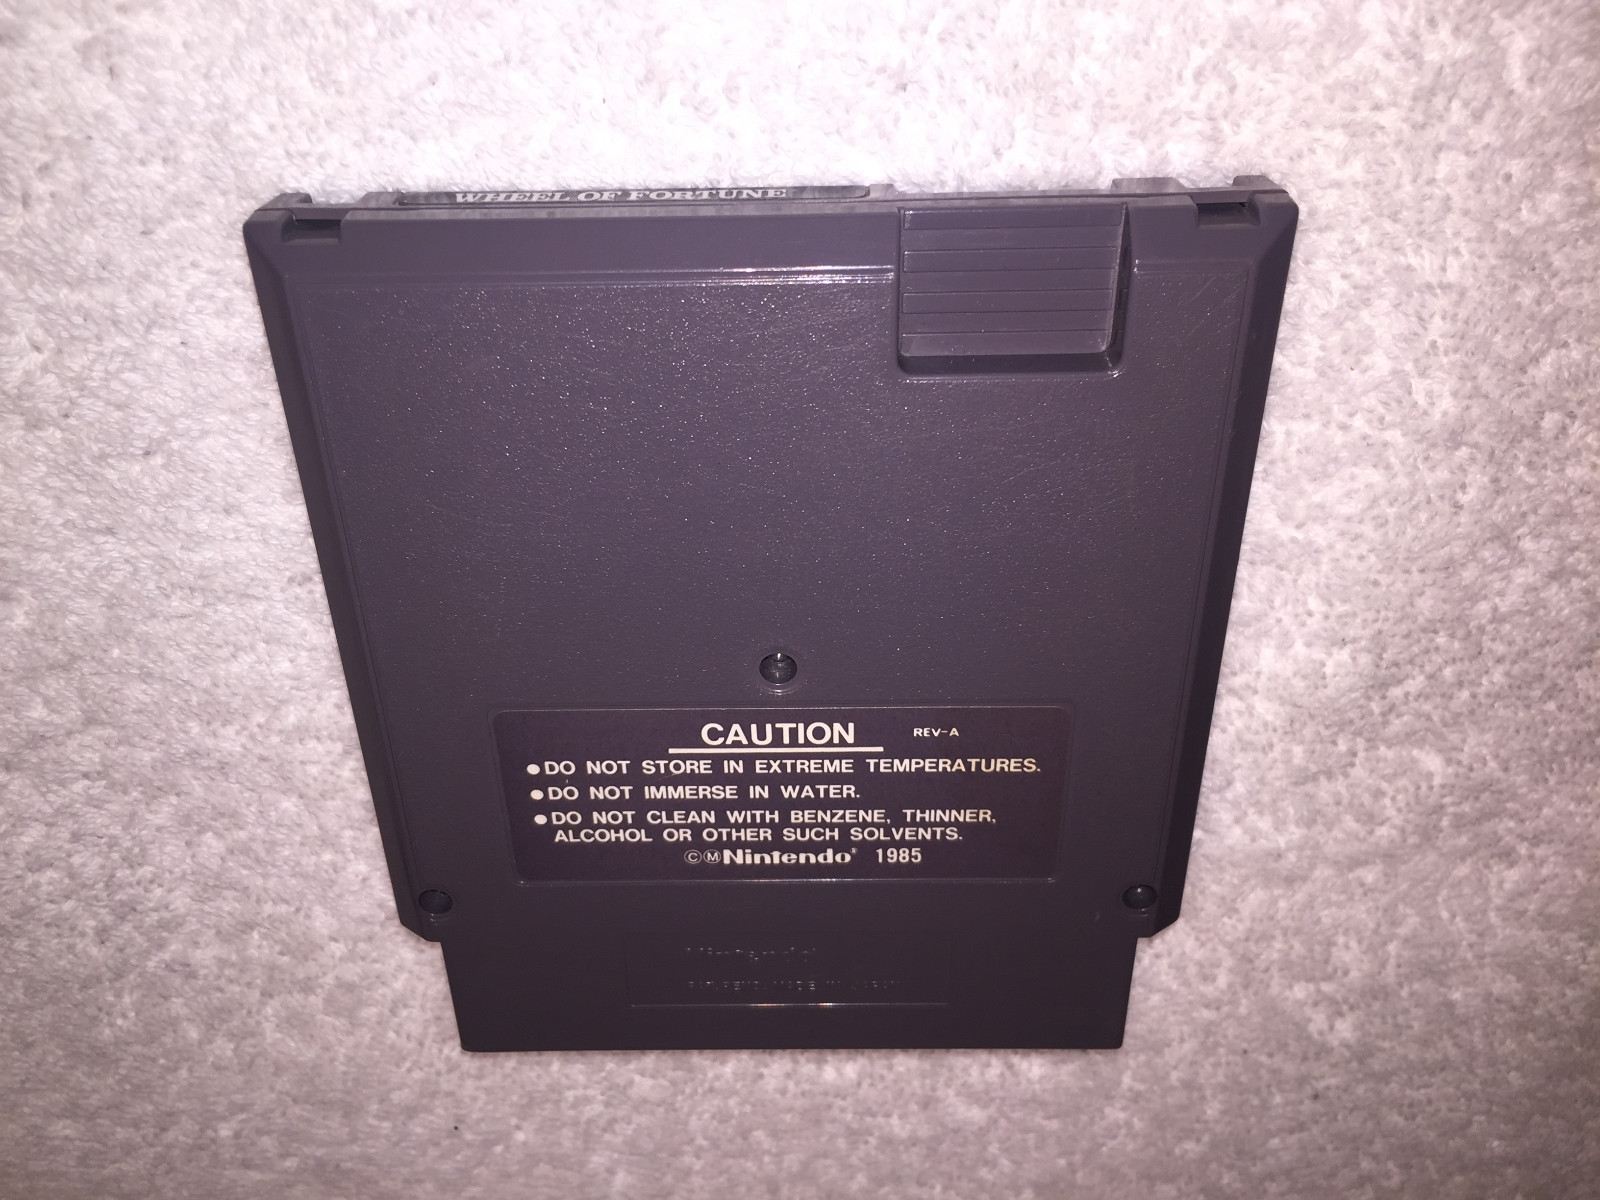 WHEEL OF FORTUNE
CAUTION REV-A
●DO NOT STORE IN EXTREME TEMPERATURES.
●DO NOT IMMERSE IN WATER.
●DO NOT CLEAN WITH BENZENE, THINNER,
ALCOHOL OR OTHER SUCH SOLVENTS.
©ⓂNintendo® 1985